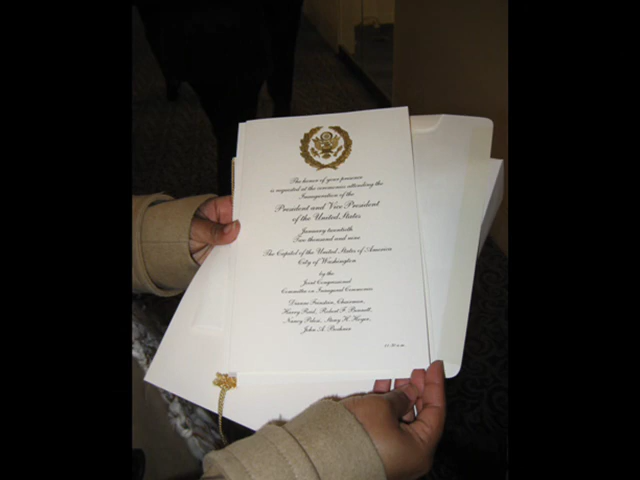 The honor of your presence
is requested at the ceremonies attending the
Inauguration of the
President and Vice President
of the United States
January twentieth
Two thousand and nine
The Capitol of the United States of America
City of Washington
by the
Joint Congressional
Committee on Inaugural Ceremonies
Dianne Feinstein, Chairman,
Harry Reid, Robert F. Bennett,
Nancy Pelosi, Steny H. Hoyer,
John A. Boehner